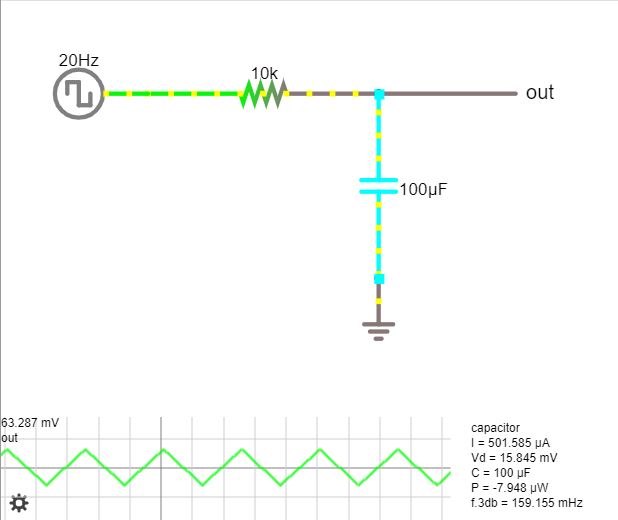 20Hz
10k
out
100µF
63.287 mV
out
capacitor
I = 501.585 µA
Vd = 15.845 mV
C = 100 µF
P = -7.948 µW
f.3db = 159.155 mHz